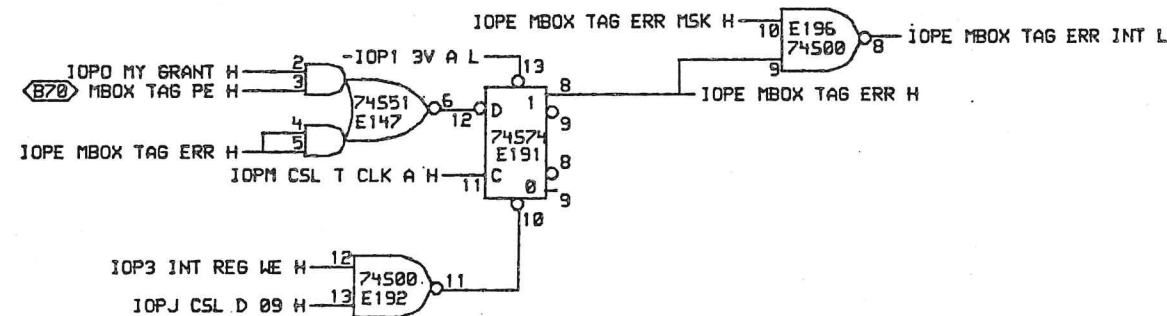 IOPE MBOX TAG ERR MSK H
10
E196
74S00
8
IOPE MBOX TAG ERR INT L
9
-IOP1 3V A L
13
IOPO MY GRANT H
2
B70
MBOX TAG PE H
3
74S51
E147
6
12
D
1
8
9
IOPE MBOX TAG ERR H
4
5
IOPE MBOX TAG ERR H
74S74
E191
IOPM CSL T CLK A H
11
C
0
8
9
10
IOP3 INT REG WE H
12
74S00
E192
11
IOPJ CSL D 09 H
13